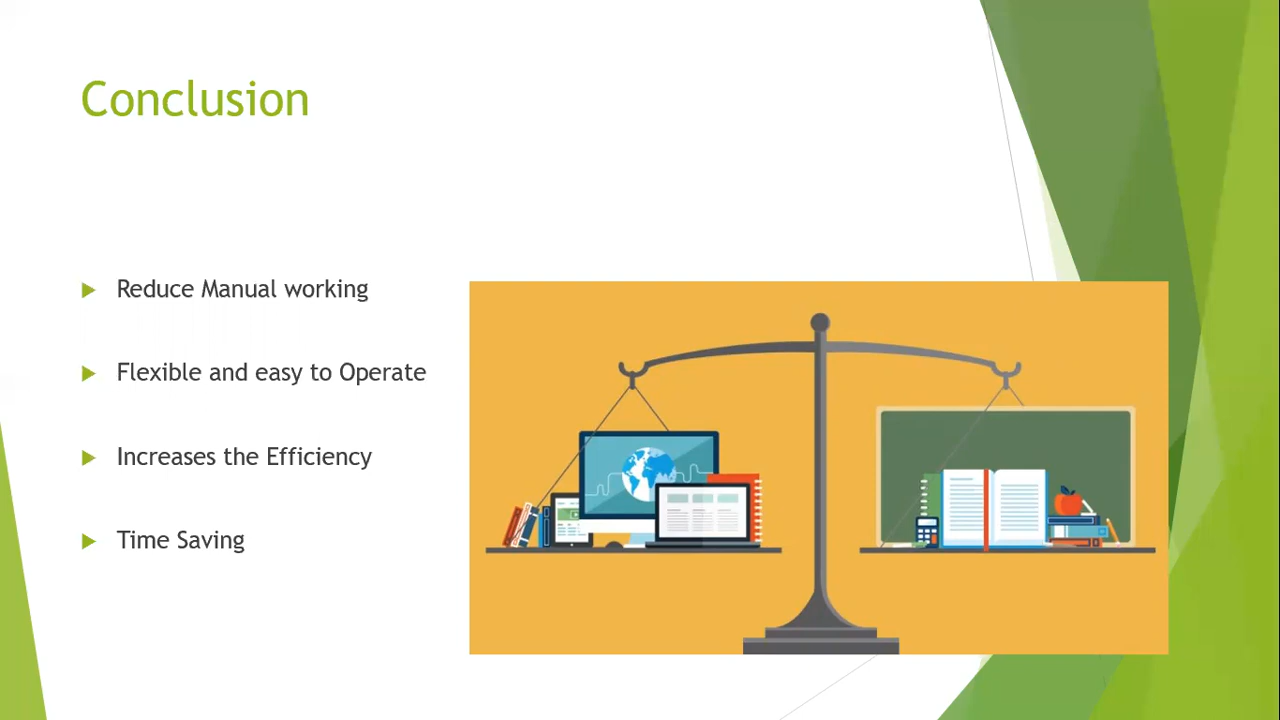 Conclusion
Reduce Manual working
Flexible and easy to Operate
Increases the Efficiency
Time Saving